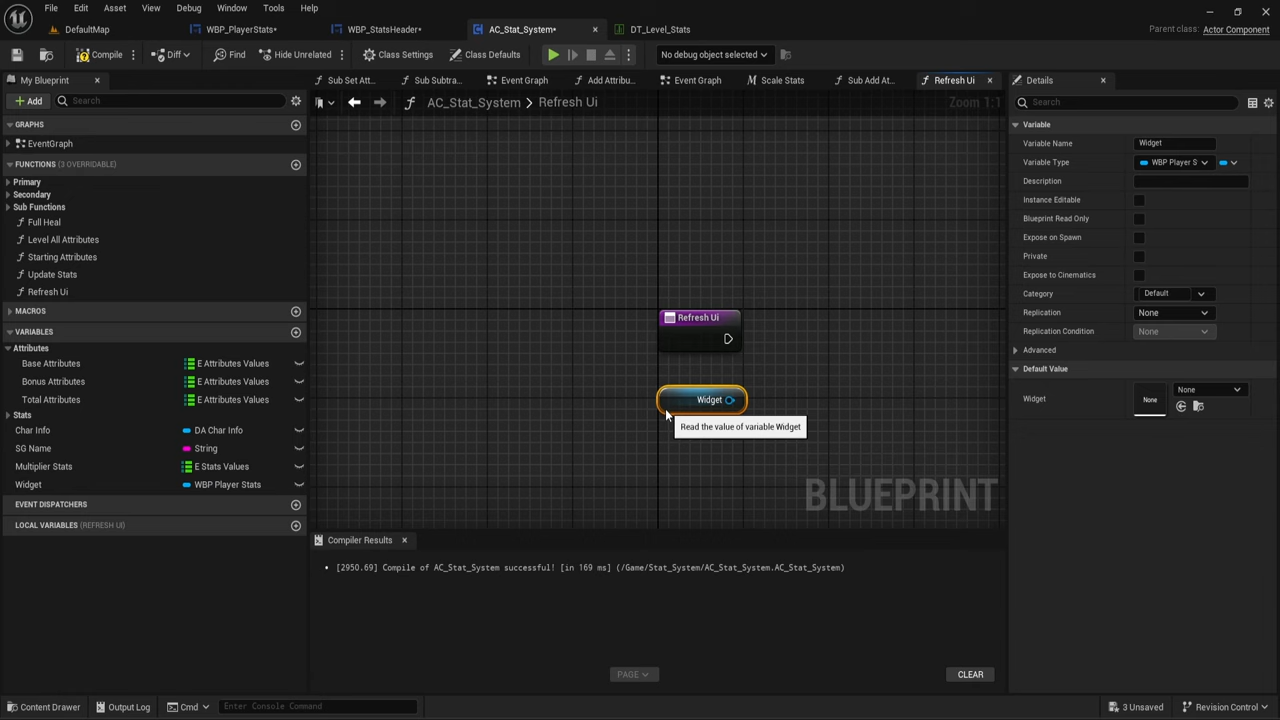 File Edit Asset View Debug Window Tools Help
DefaultMap WBP_PlayerStats* WBP_StatsHeader* AC_Stat_System* DT_Level_Stats
Parent class: Actor Component
Compile Diff Find Hide Unrelated Class Settings Class Defaults No debug object selected
My Blueprint
Sub Set Att... Sub Subtra... Event Graph Add Attribu... Event Graph Scale Stats Sub Add At... Refresh Ui
Details
Add Search
AC_Stat_System > Refresh Ui
Zoom 1:1
Search
GRAPHS
EventGraph
FUNCTIONS (3 OVERRIDABLE)
Primary
Secondary
Sub Functions
Full Heal
Level All Attributes
Starting Attributes
Update Stats
Refresh Ui
MACROS
VARIABLES
Attributes
Base Attributes E Attributes Values
Bonus Attributes E Attributes Values
Total Attributes E Attributes Values
Stats
Char Info DA Char Info
SG Name String
Multiplier Stats E Stats Values
Widget WBP Player Stats
EVENT DISPATCHERS
LOCAL VARIABLES (REFRESH UI)
Refresh Ui
Widget
Read the value of variable Widget
BLUEPRINT
Compiler Results
[2950.69] Compile of AC_Stat_System successful! [in 169 ms] (/Game/Stat_System/AC_Stat_System.AC_Stat_System)
PAGE
CLEAR
Variable
Variable Name Widget
Variable Type WBP Player S
Description
Instance Editable
Blueprint Read Only
Expose on Spawn
Private
Expose to Cinematics
Category Default
Replication None
Replication Condition None
Advanced
Default Value
Widget None None
Content Drawer Output Log Cmd Enter Console Command
3 Unsaved Revision Control